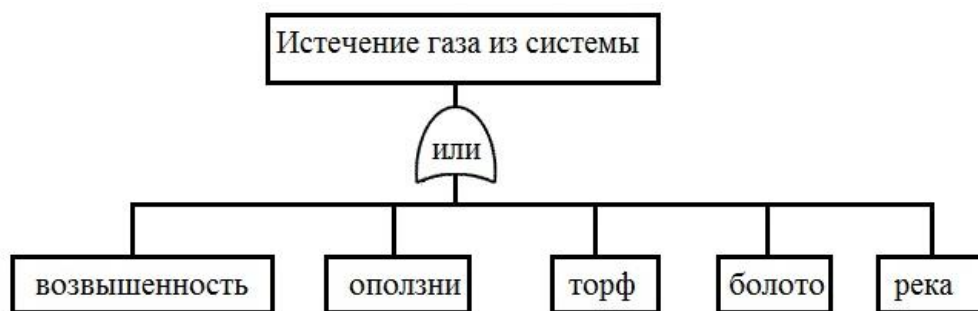 Истечение газа из системы
или
возвышенность
оползни
торф
болото
река